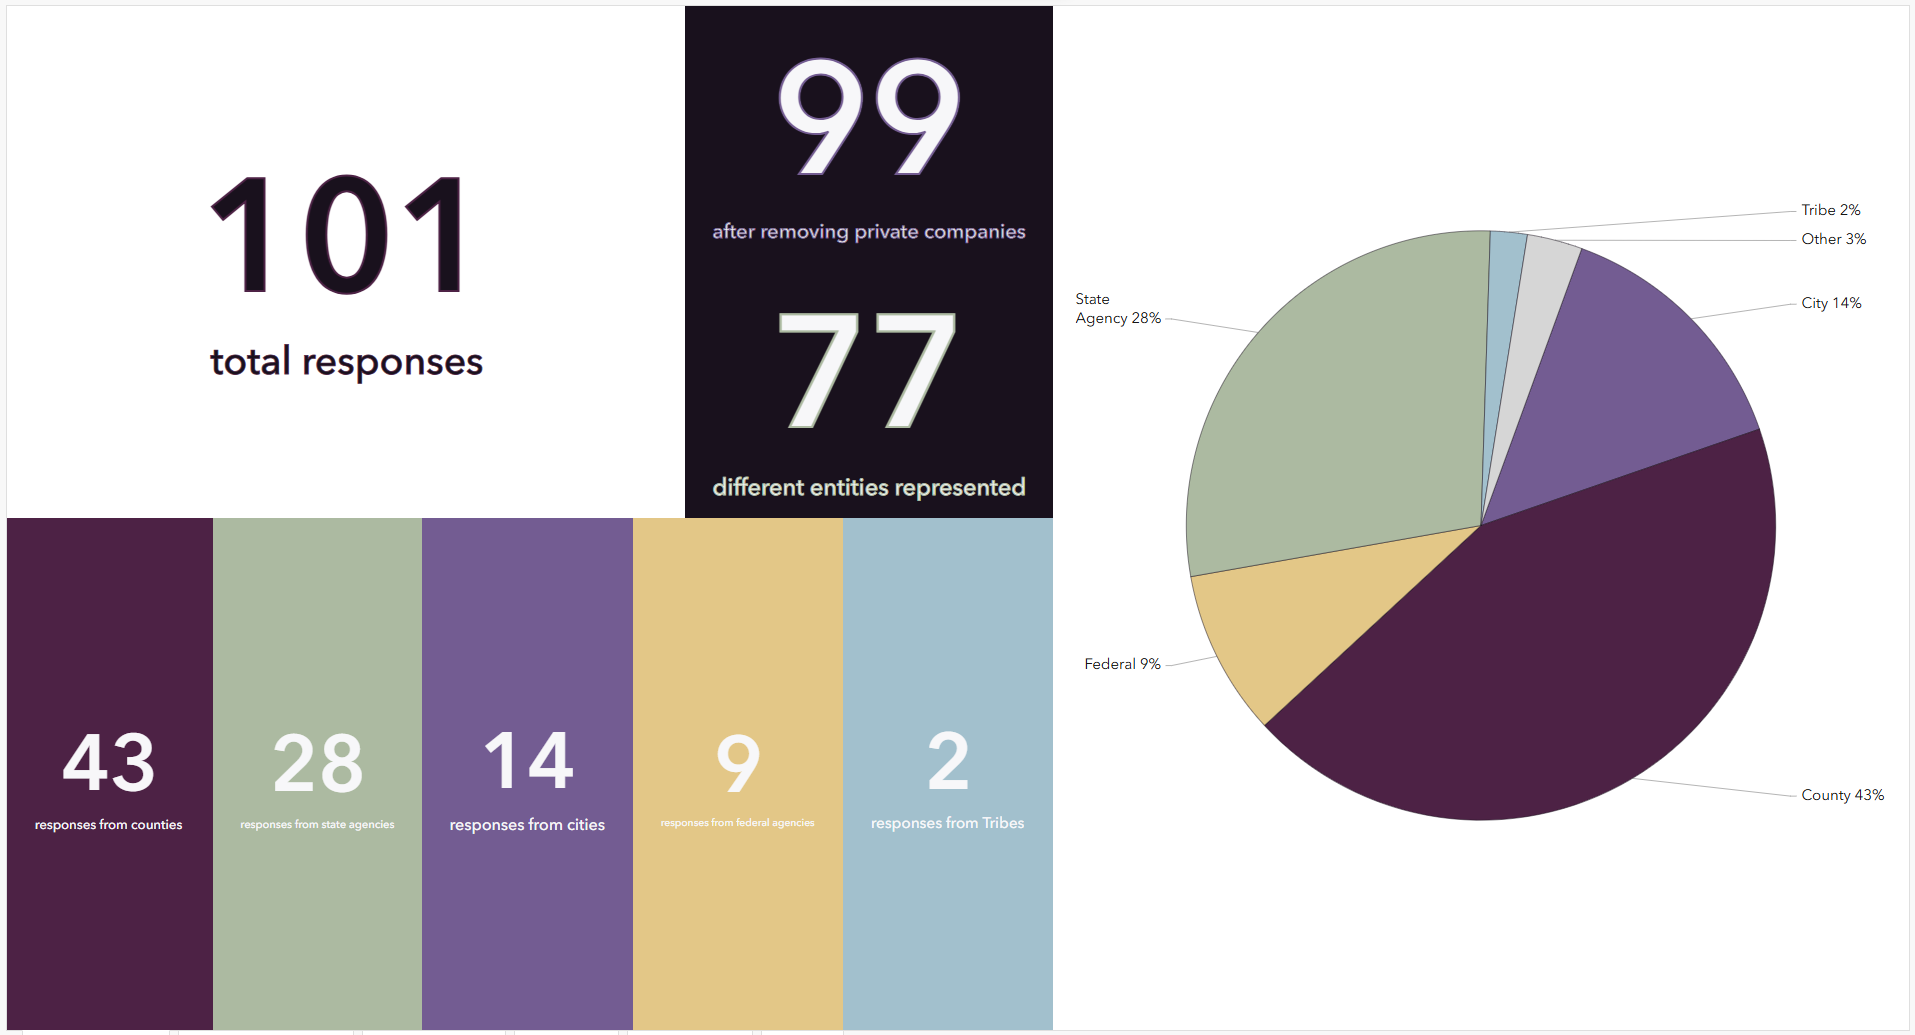 101
total responses
99
after removing private companies
77
different entities represented
43
responses from counties
28
responses from state agencies
14
responses from cities
9
responses from federal agencies
2
responses from Tribes
Tribe 2%
Other 3%
City 14%
State
Agency 28%
Federal 9%
County 43%